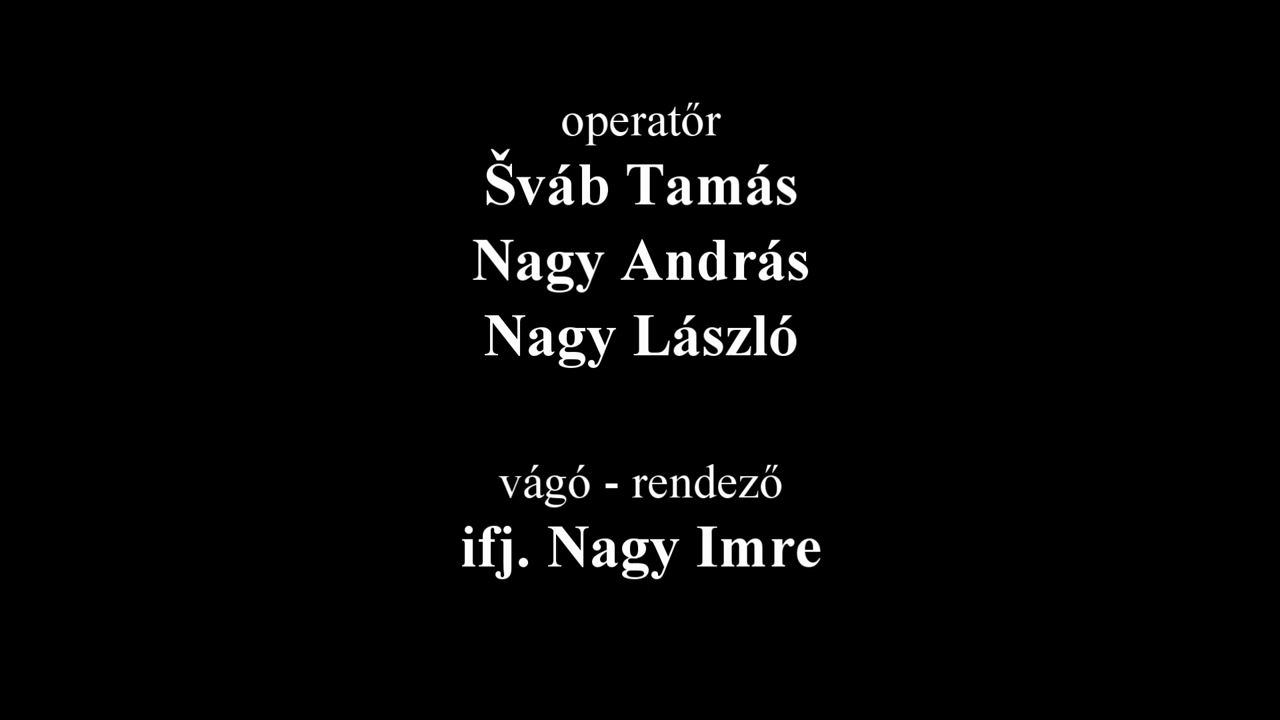 operatőr
Šváb Tamás
Nagy András
Nagy László
vágó - rendező
ifj. Nagy Imre